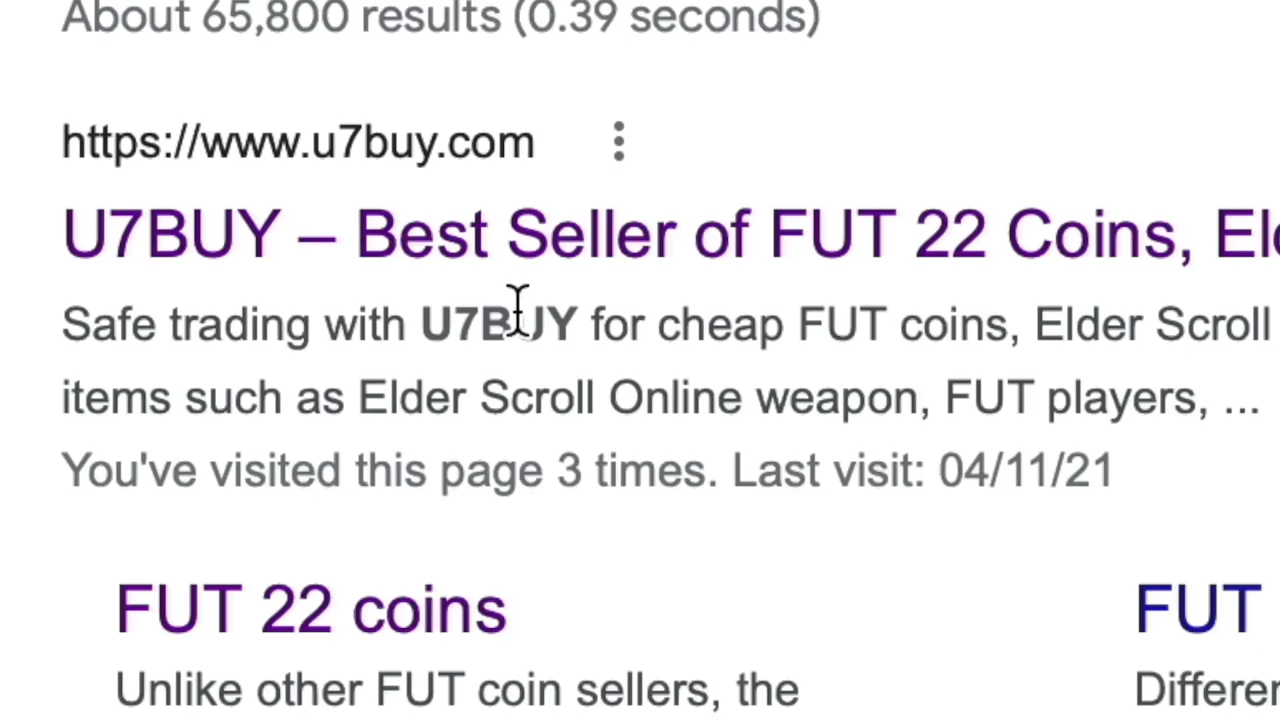 About 65,800 results (0.39 seconds)
https://www.u7buy.com
U7BUY – Best Seller of FUT 22 Coins,
Safe trading with U7BUY for cheap FUT coins, Elder Scroll
items such as Elder Scroll Online weapon, FUT players, ...
You've visited this page 3 times. Last visit: 04/11/21
FUT 22 coins
FUT
Unlike other FUT coin sellers, the